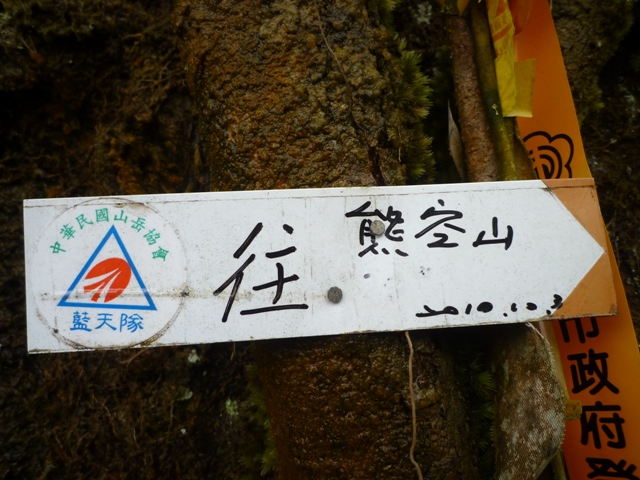 中華民國山岳協會
藍天隊
往 熊空山
2010.10.3
市政府登